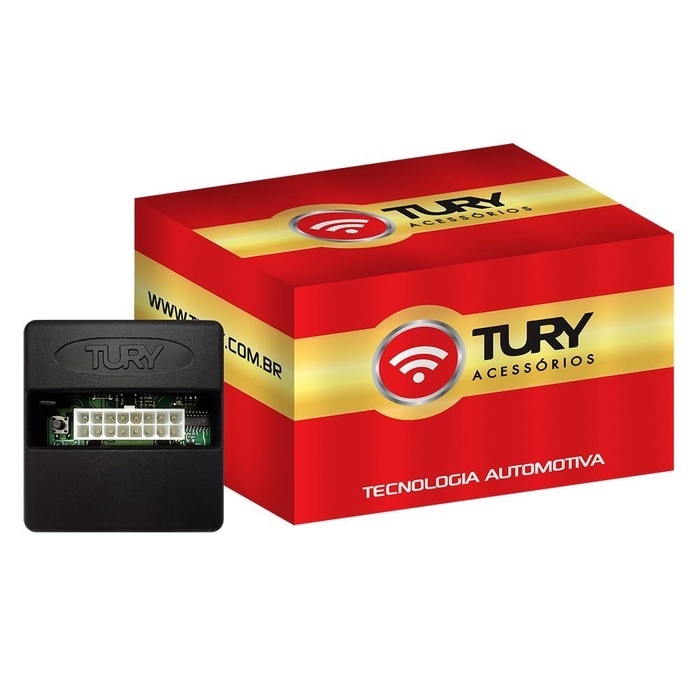 TURY
ACESSÓRIOS
WWW.T
.COM.BR
TURY
ACESSÓRIOS
TECNOLOGIA AUTOMOTIVA
TURY